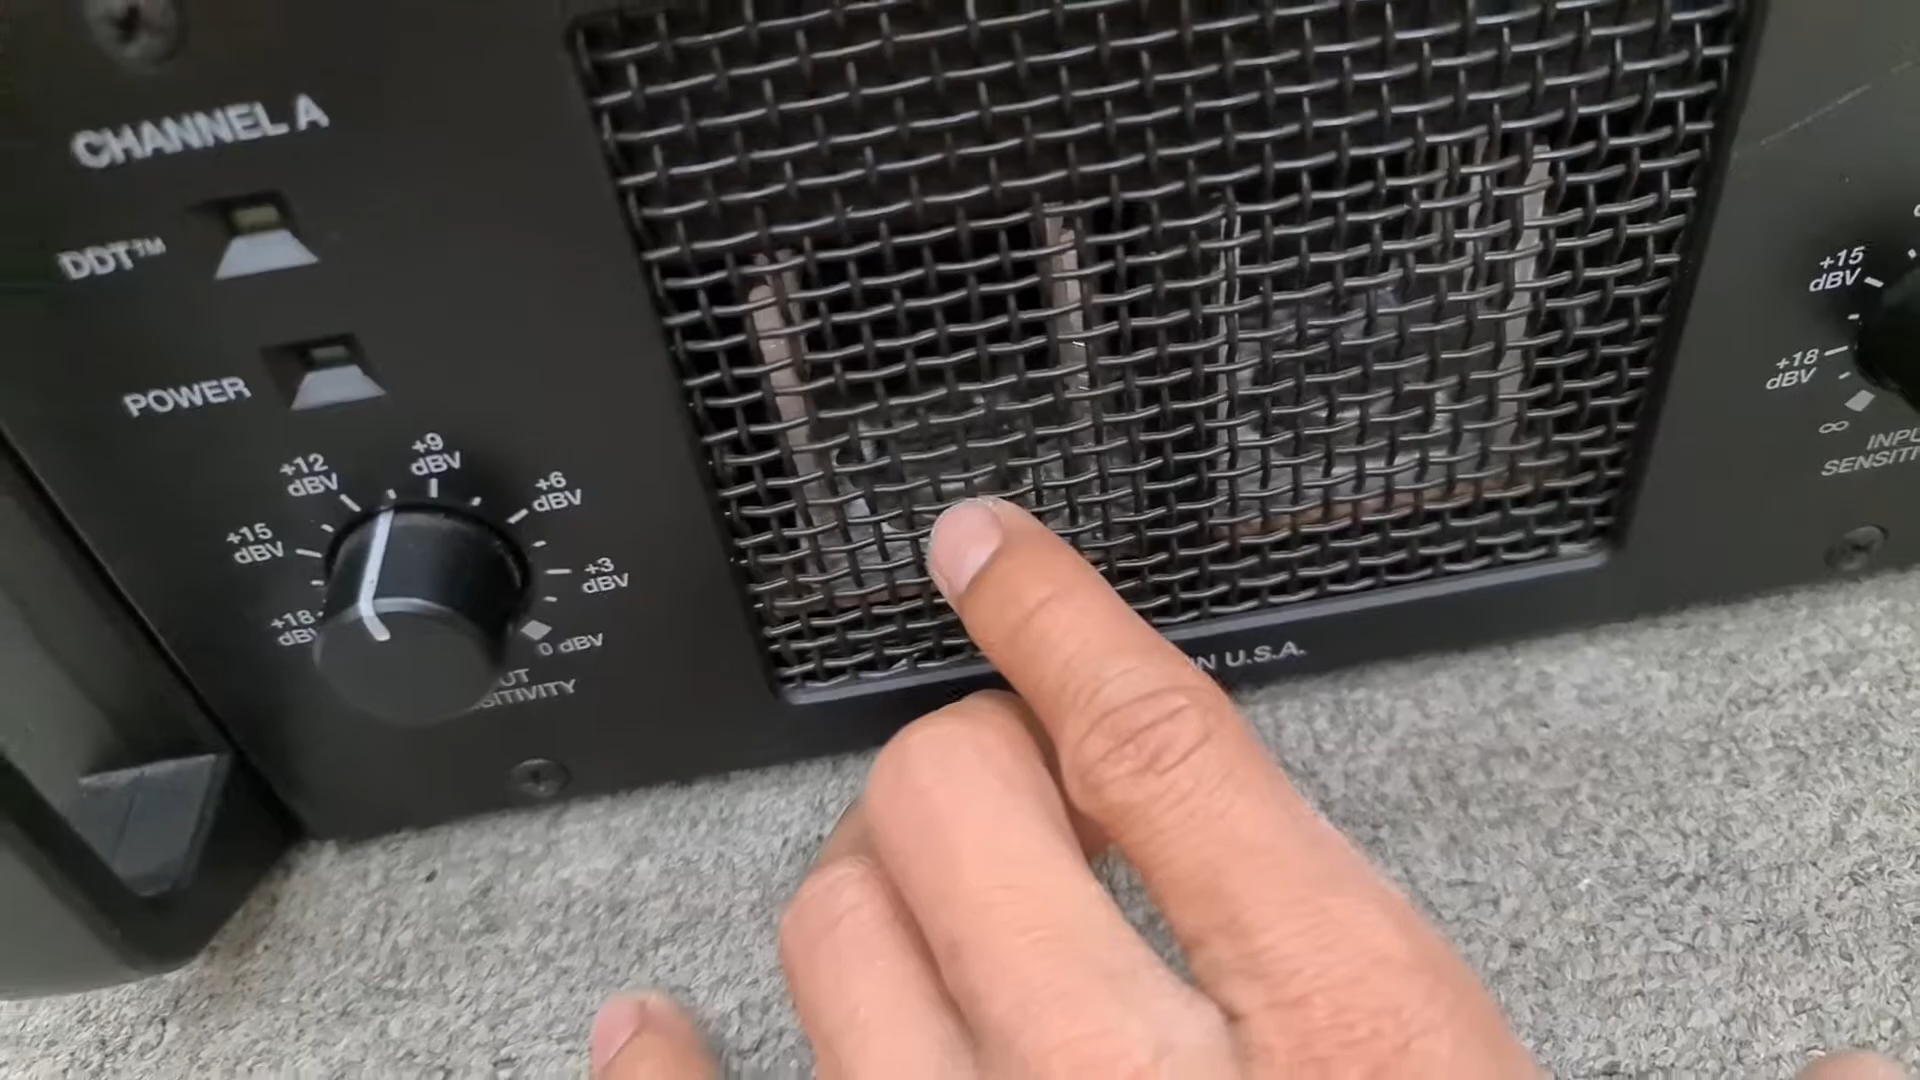 CHANNEL A
DDT™
POWER
+9
dBV
+12
dBV
+6
dBV
+15
dBV
+3
dBV
+18
0 dBV
+15
dBV
+18
dBV
∞
U.S.A.